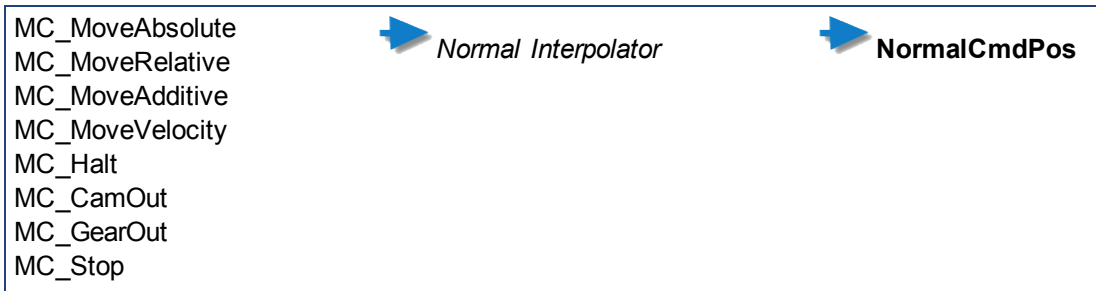 MC_MoveAbsolute
Normal Interpolator
NormalCmdPos
MC_MoveRelative
MC_MoveAdditive
MC_MoveVelocity
MC_Halt
MC_CamOut
MC_GearOut
MC_Stop